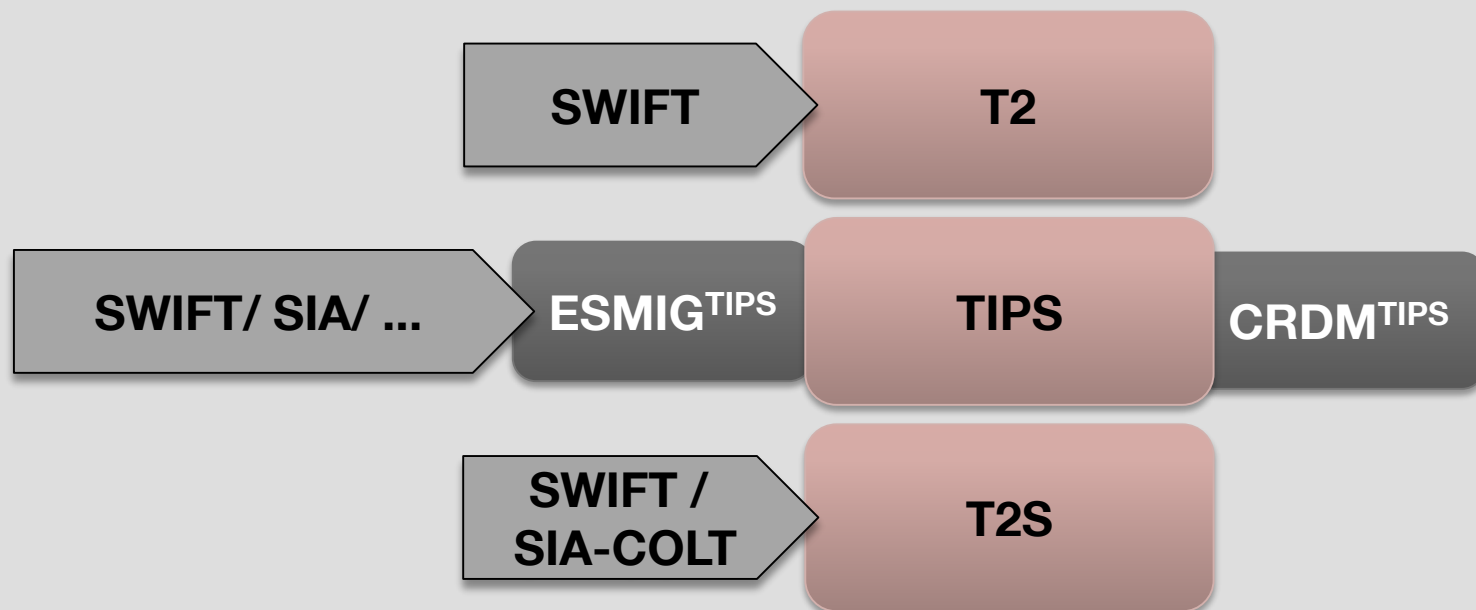 SWIFT
T2
SWIFT/ SIA/ ...
ESMIGTIPS
TIPS
CRDMTIPS
SWIFT /
SIA-COLT
T2S